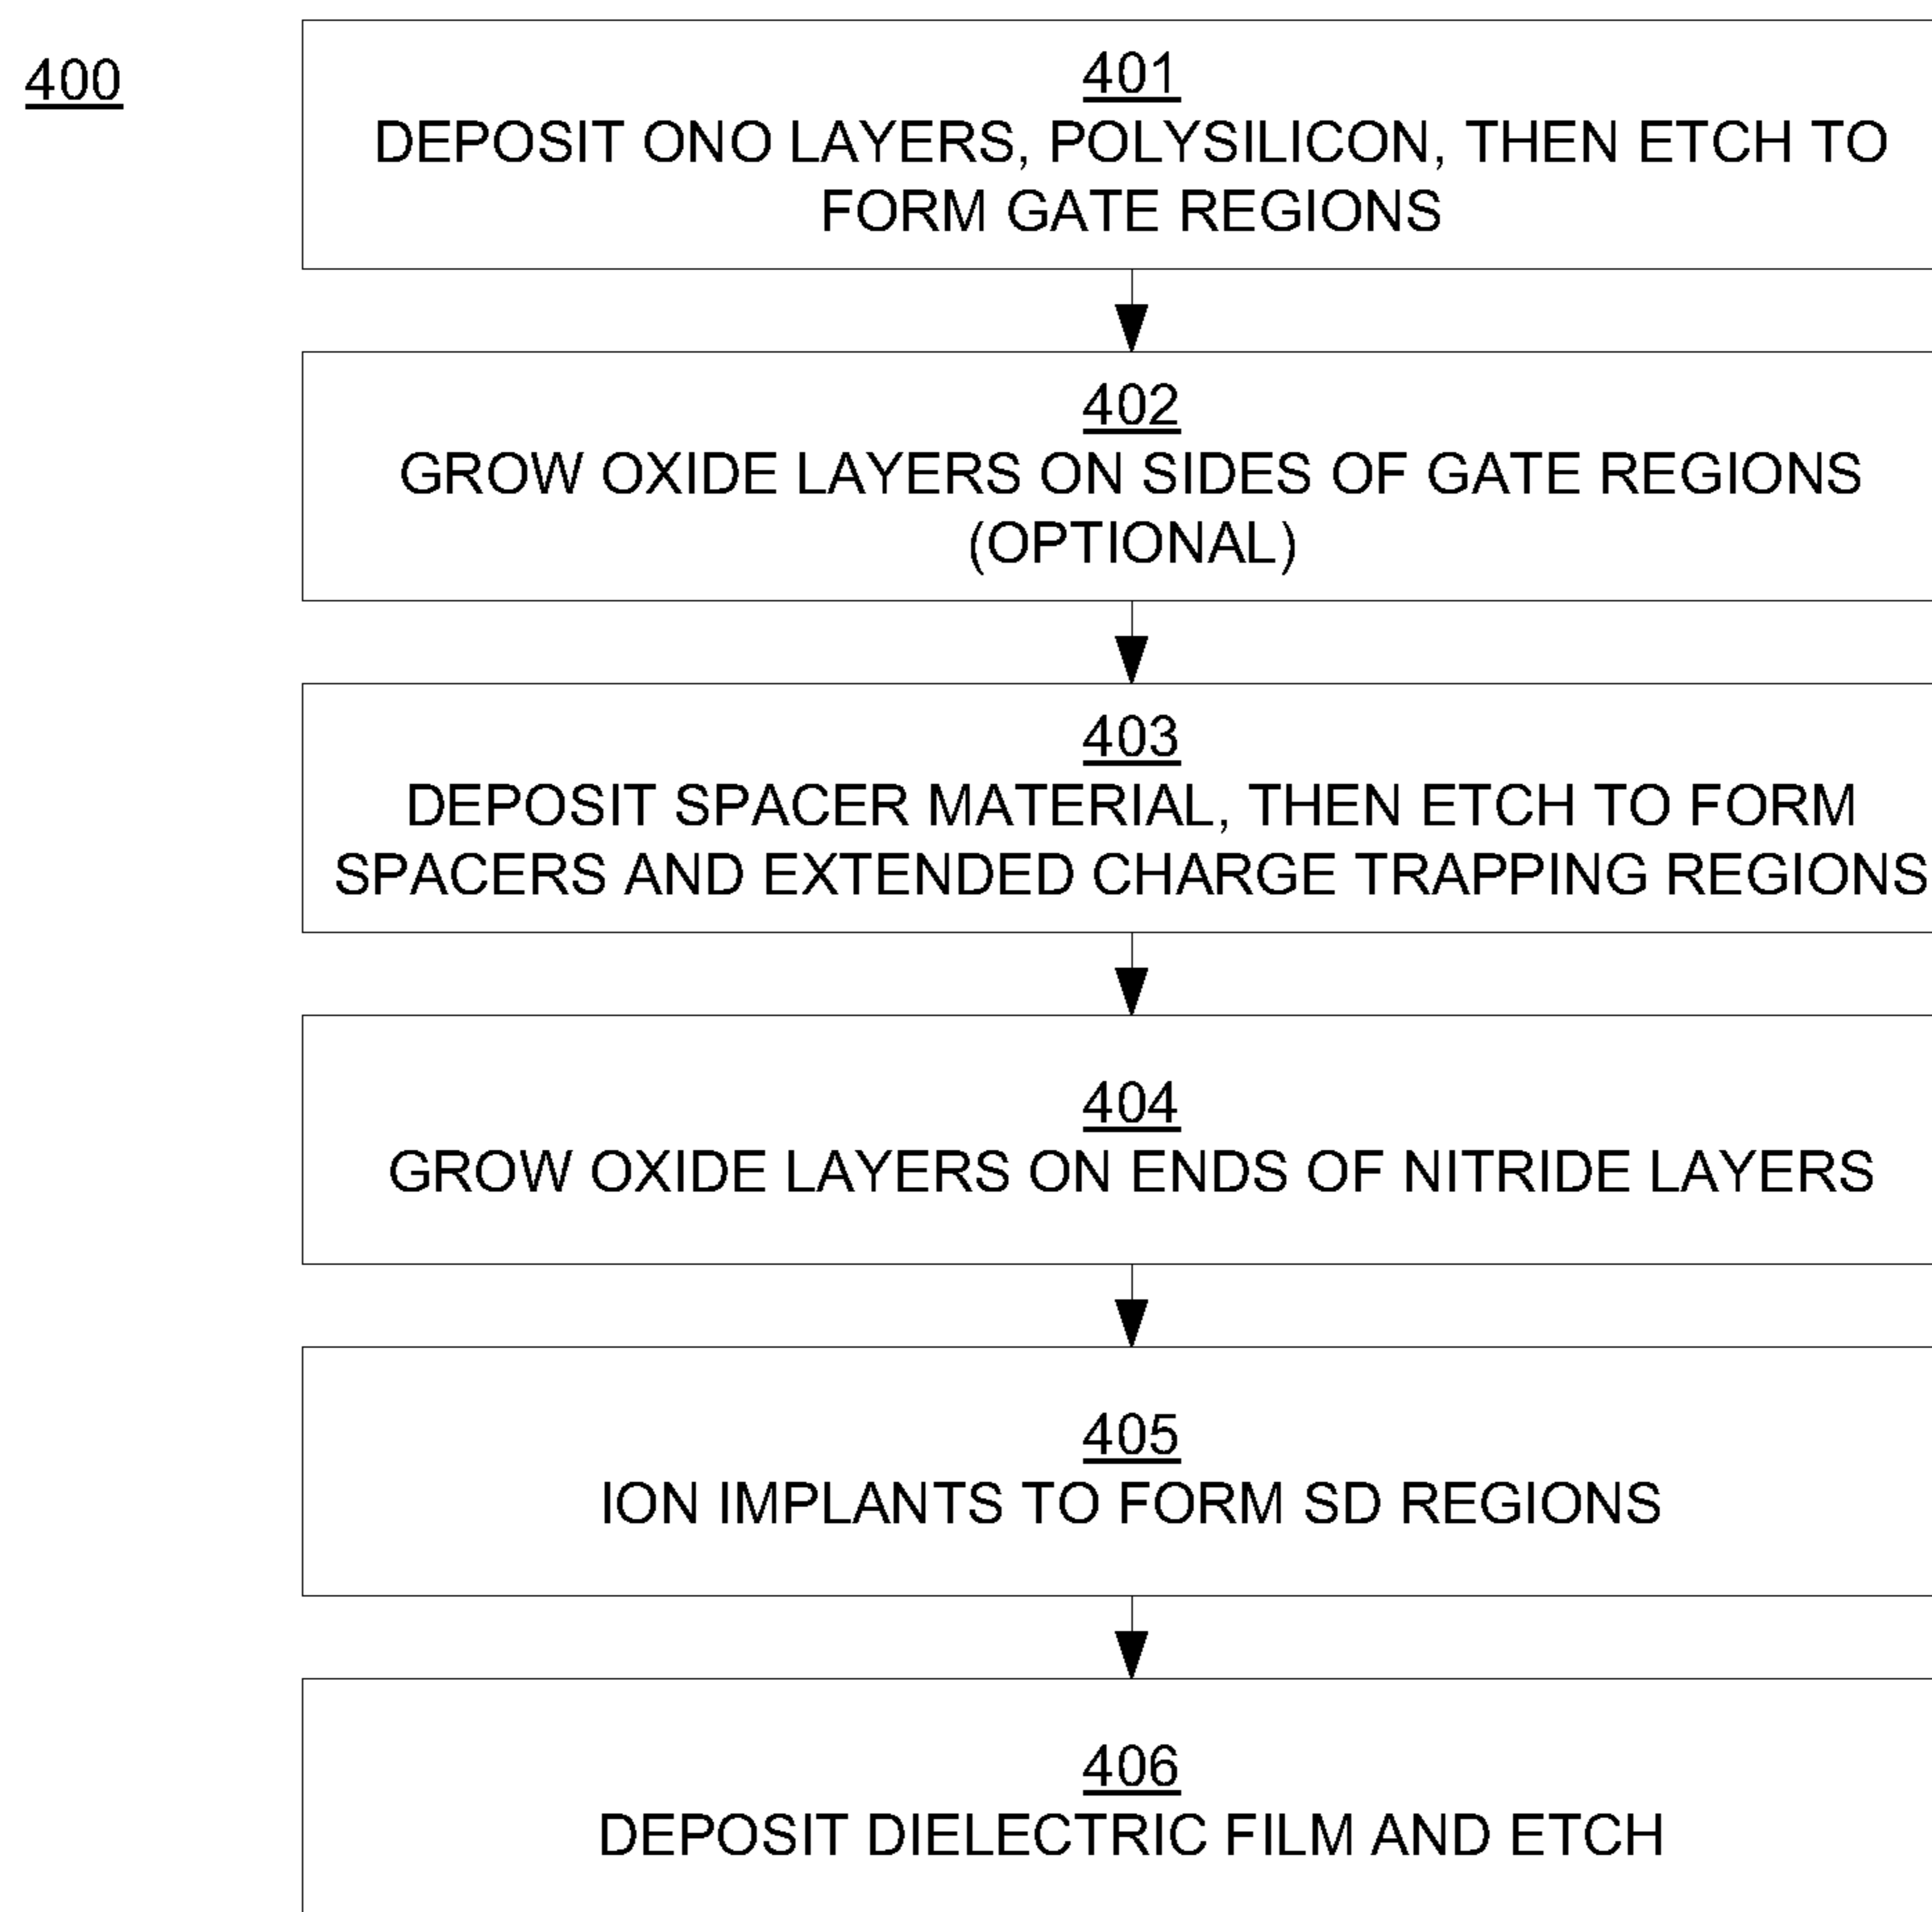 400
401
DEPOSIT ONO LAYERS, POLYSILICON, THEN ETCH TO
FORM GATE REGIONS
402
GROW OXIDE LAYERS ON SIDES OF GATE REGIONS
(OPTIONAL)
403
DEPOSIT SPACER MATERIAL, THEN ETCH TO FORM
SPACERS AND EXTENDED CHARGE TRAPPING REGIONS
404
GROW OXIDE LAYERS ON ENDS OF NITRIDE LAYERS
405
ION IMPLANTS TO FORM SD REGIONS
406
DEPOSIT DIELECTRIC FILM AND ETCH